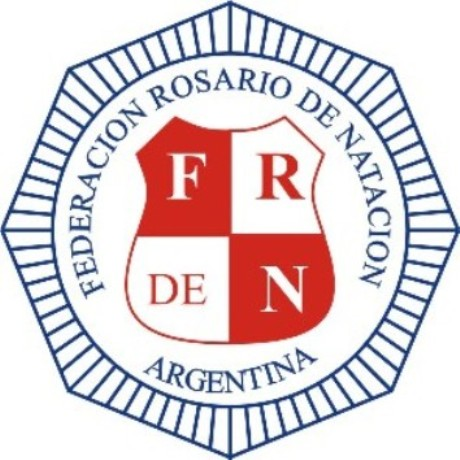 FEDERACION ROSARIO DE NATACION
F R
DE N
ARGENTINA